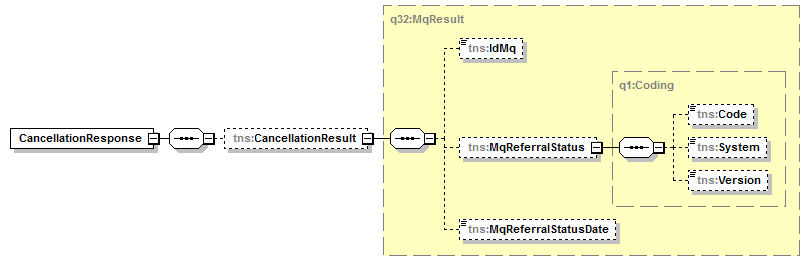 q32:MqResult
tns:IdMq
q1:Coding
tns:Code
CancellationResponse
tns:CancellationResult
tns:MqReferralStatus
tns:System
tns:Version
tns:MqReferralStatusDate